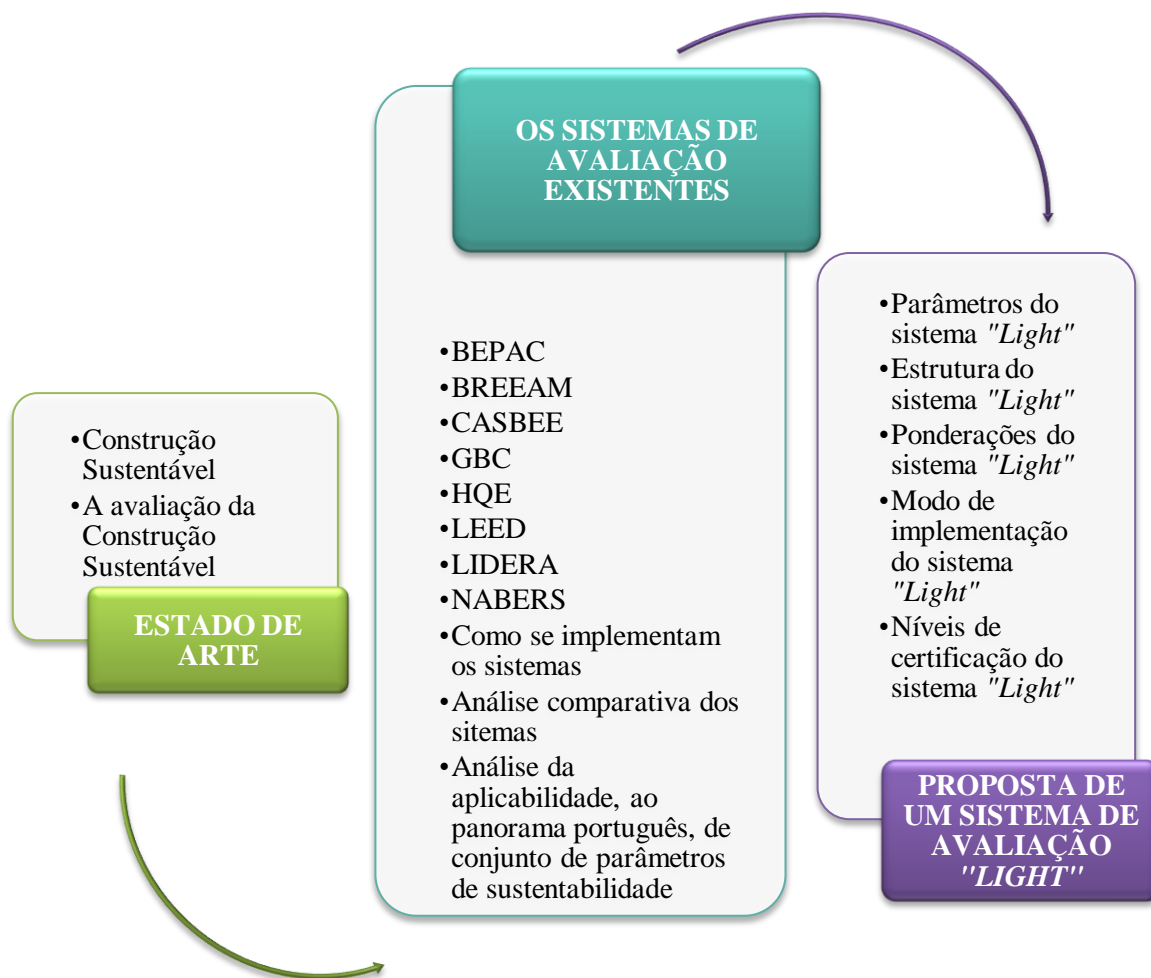 •Construção
Sustentável
•A avaliação da
Construção
Sustentável
ESTADO DE
ARTE
OS SISTEMAS DE
AVALIAÇÃO
EXISTENTES
•BEPAC
•BREEAM
•CASBEE
•GBC
•HQE
•LEED
•LIDERA
•NABERS
•Como se implementam
os sistemas
•Análise comparativa dos
sitemas
•Análise da
aplicabilidade, ao
panorama português, de
conjunto de parâmetros
de sustentabilidade
•Parâmetros do
sistema "Light"
•Estrutura do
sistema "Light"
•Ponderações do
sistema "Light"
•Modo de
implementação
do sistema
"Light"
•Níveis de
certificação do
sistema "Light"
PROPOSTA DE
UM SISTEMA DE
AVALIAÇÃO
"LIGHT"